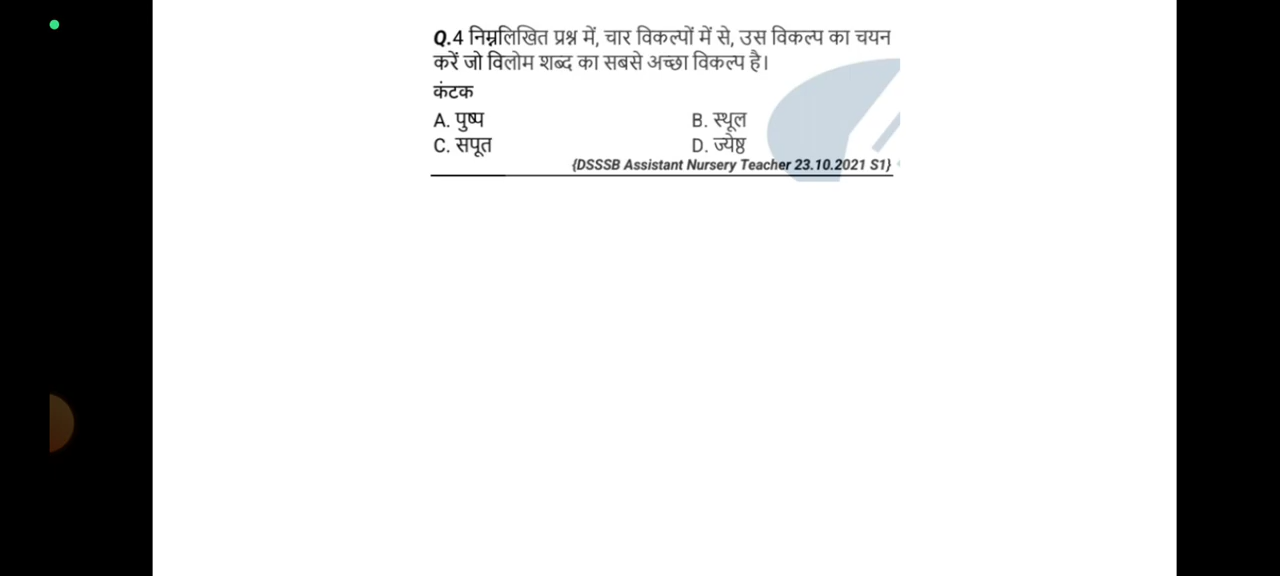 Q.4 निम्नलिखित प्रश्न में, चार विकल्पों में से, उस विकल्प का चयन
करें जो विलोम शब्द का सबसे अच्छा विकल्प है।
कंटक
A. पुष्प B. स्थूल
C. सपूत D. ज्येष्ठ
{DSSSB Assistant Nursery Teacher 23.10.2021 S1}